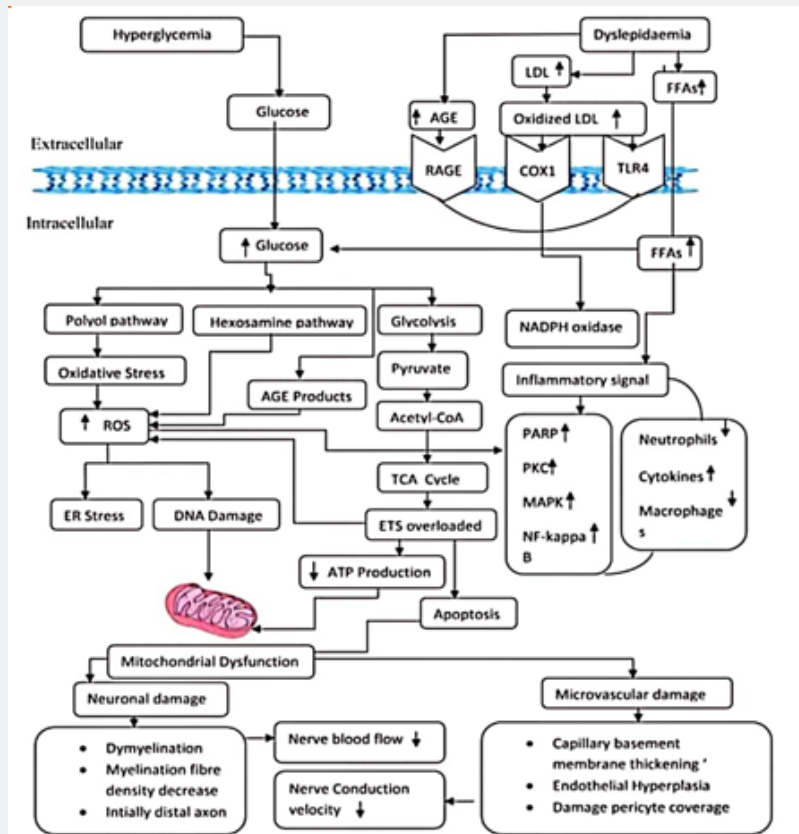 Hyperglycemia
Dyslepidaemia
LDL ↑
FFAs↑
Glucose
↑ AGE
Oxidized LDL ↑
Extracellular
RAGE
COX1
TLR4
Intracellular
↑ Glucose
FFAs ↑
Polyol pathway
Hexosamine pathway
Glycolysis
NADPH oxidase
Oxidative Stress
Pyruvate
Inflammatory signal
AGE Products
↑ ROS
Acetyl-CoA
PARP↑
PKC↑
MAPK↑
NF-kappa ↑
B
Neutrophils ↓
Cytokines↑
Macrophage ↓
s
TCA Cycle
ER Stress
DNA Damage
ETS overloaded
↓ ATP Production
Apoptosis
Mitochondrial Dysfunction
Neuronal damage
Microvascular damage
• Dymyelination
• Myelination fibre
density decrease
• Intially distal axon
Nerve blood flow ↓
Nerve Conduction
velocity ↓
• Capillary basement
membrane thickening '
• Endothelial Hyperplasia
• Damage pericyte coverage